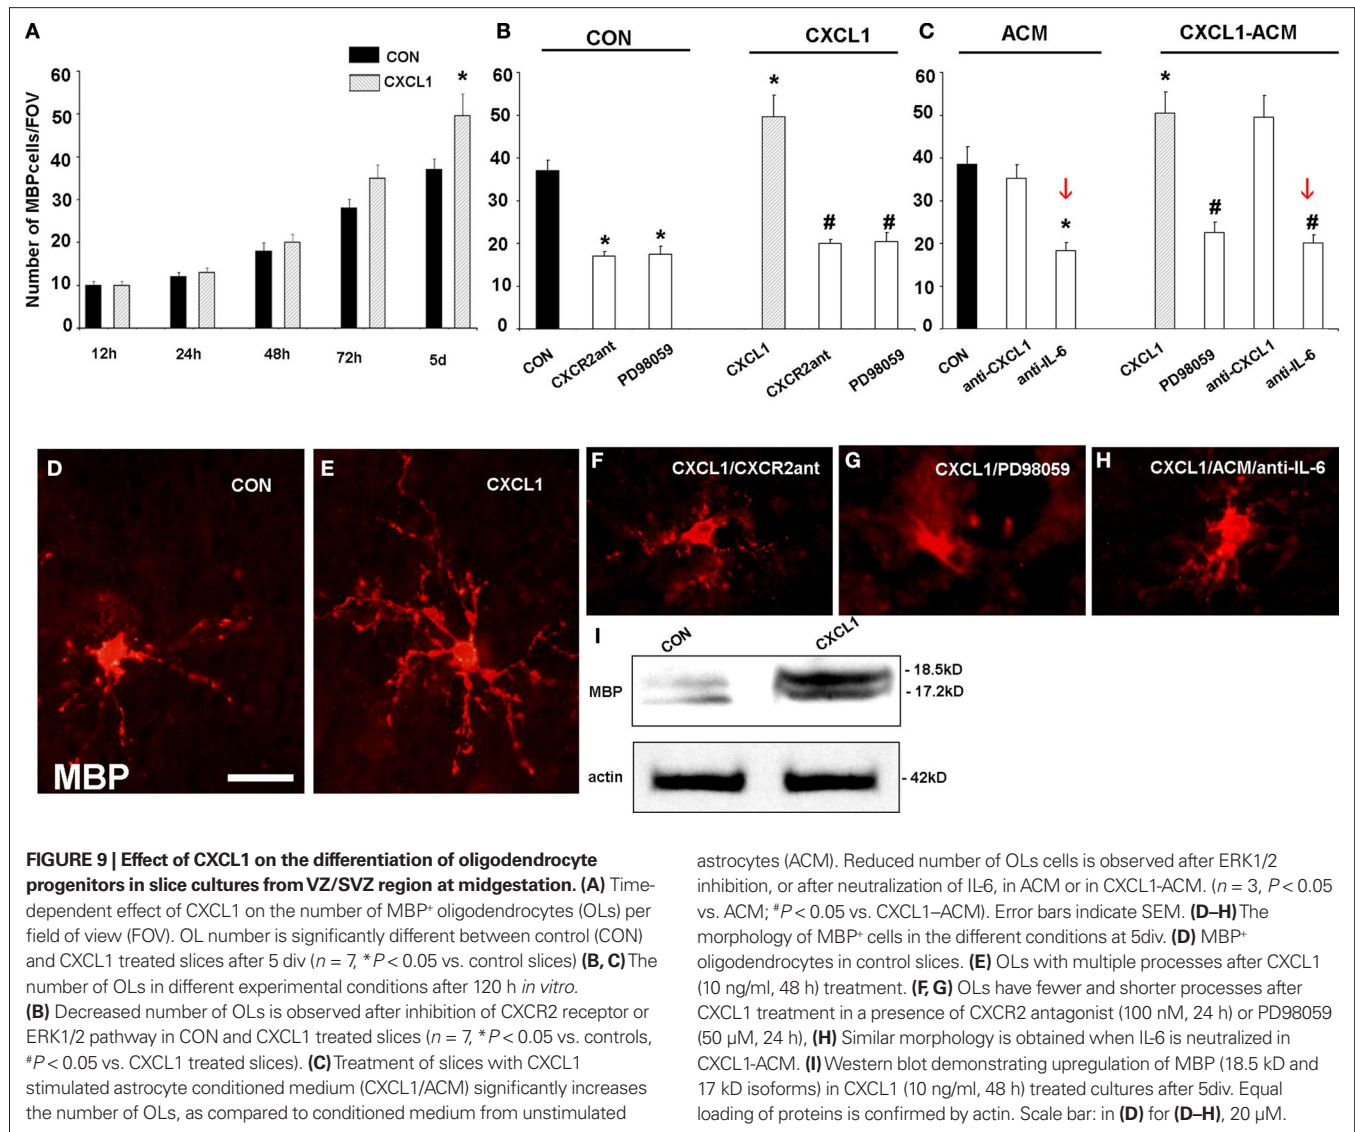 A
CON
CXCL1
Number of MBPcells/FOV
60
50
40
30
20
10
0
*
12h
24h
48h
72h
5d
B
CON
CXCL1
60
50
40
30
20
10
0
*
*
*
#
#
CON
CXCR2ant
PD98059
CXCL1
CXCR2ant
PD98059
C
ACM
CXCL1-ACM
60
50
40
30
20
10
0
*
*
#
#
CON
anti-CXCL1
anti-IL-6
CXCL1
PD98059
anti-CXCL1
anti-IL-6
D
CON
MBP
E
CXCL1
F
CXCL1/CXCR2ant
G
CXCL1/PD98059
H
CXCL1/ACM/anti-IL-6
I
CON
CXCL1
MBP
- 18.5kD
- 17.2kD
actin
- 42kD
FIGURE 9 | Effect of CXCL1 on the differentiation of oligodendrocyte
progenitors in slice cultures from VZ/SVZ region at midgestation. (A) Time-
dependent effect of CXCL1 on the number of MBP+ oligodendrocytes (OLs) per
field of view (FOV). OL number is significantly different between control (CON)
and CXCL1 treated slices after 5 div (n = 7, *P < 0.05 vs. control slices) (B, C) The
number of OLs in different experimental conditions after 120 h in vitro.
(B) Decreased number of OLs is observed after inhibition of CXCR2 receptor or
ERK1/2 pathway in CON and CXCL1 treated slices (n = 7, *P < 0.05 vs. controls,
#P < 0.05 vs. CXCL1 treated slices). (C) Treatment of slices with CXCL1
stimulated astrocyte conditioned medium (CXCL1/ACM) significantly increases
the number of OLs, as compared to conditioned medium from unstimulated
astrocytes (ACM). Reduced number of OLs cells is observed after ERK1/2
inhibition, or after neutralization of IL-6, in ACM or in CXCL1-ACM. (n = 3, P < 0.05
vs. ACM; #P < 0.05 vs. CXCL1–ACM). Error bars indicate SEM. (D–H) The
morphology of MBP+ cells in the different conditions at 5div. (D) MBP+
oligodendrocytes in control slices. (E) OLs with multiple processes after CXCL1
(10 ng/ml, 48 h) treatment. (F, G) OLs have fewer and shorter processes after
CXCL1 treatment in a presence of CXCR2 antagonist (100 nM, 24 h) or PD98059
(50 µM, 24 h), (H) Similar morphology is obtained when IL-6 is neutralized in
CXCL1-ACM. (I) Western blot demonstrating upregulation of MBP (18.5 kD and
17 kD isoforms) in CXCL1 (10 ng/ml, 48 h) treated cultures after 5div. Equal
loading of proteins is confirmed by actin. Scale bar: in (D) for (D–H), 20 µM.